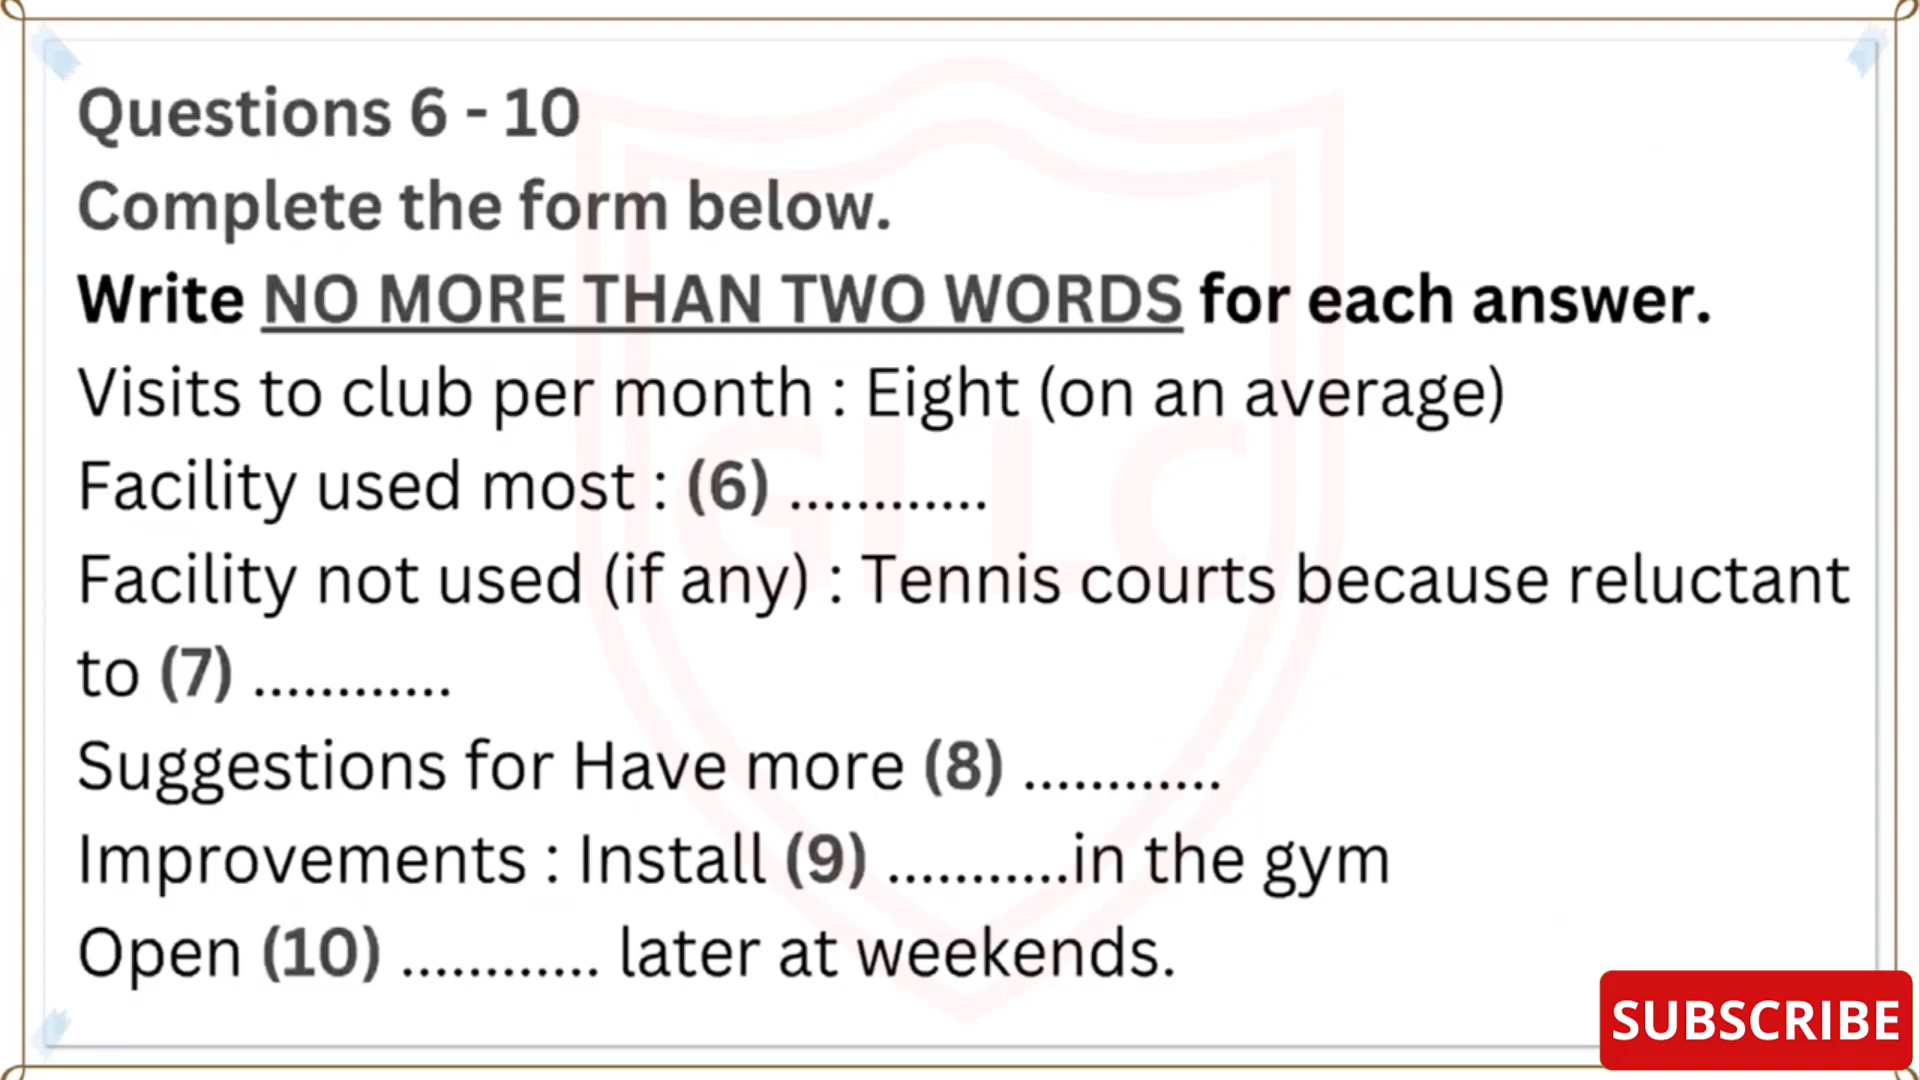 Questions 6 - 10
Complete the form below.
Write NO MORE THAN TWO WORDS for each answer.
Visits to club per month : Eight (on an average)
Facility used most : (6) ............
Facility not used (if any) : Tennis courts because reluctant
to (7) ............
Suggestions for Have more (8) ............
Improvements : Install (9) ...........in the gym
Open (10) ............ later at weekends.
GLLC
SUBSCRIBE